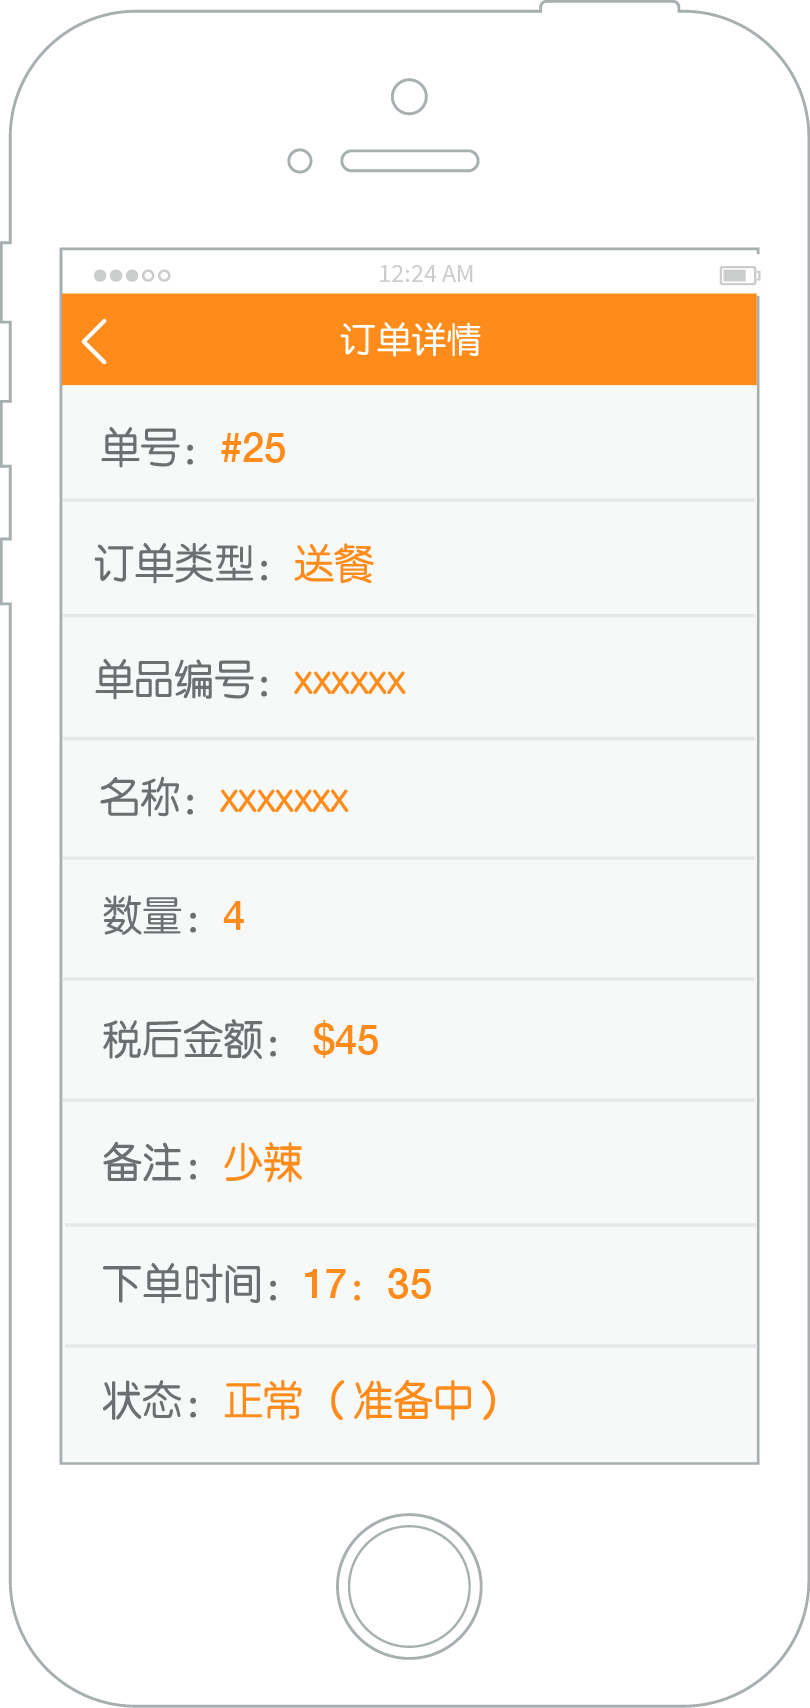 12:24 AM
订单详情
单号：#25
订单类型：送餐
单品编号：xxxxxx
名称：xxxxxxx
数量：4
税后金额： $45
备注：少辣
下单时间：17：35
状态：正常（准备中）